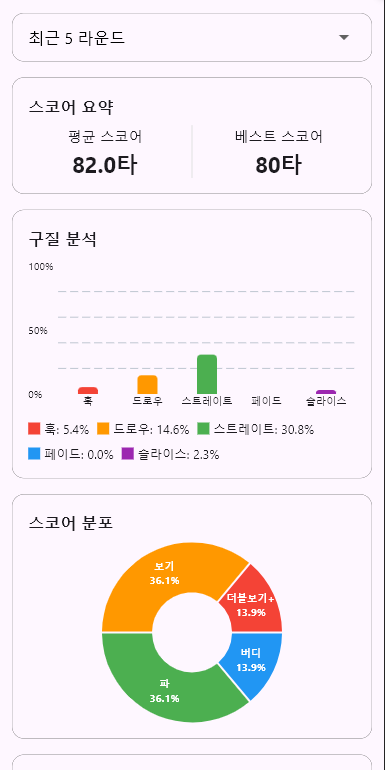 최근 5 라운드
스코어 요약
평균 스코어
베스트 스코어
82.0타
80타
구질 분석
100%
50%
0%
훅
드로우
스트레이트
페이드
슬라이스
훅: 5.4%
드로우: 14.6%
스트레이트: 30.8%
페이드: 0.0%
슬라이스: 2.3%
스코어 분포
보기
36.1%
더블보기+
13.9%
버디
13.9%
파
36.1%